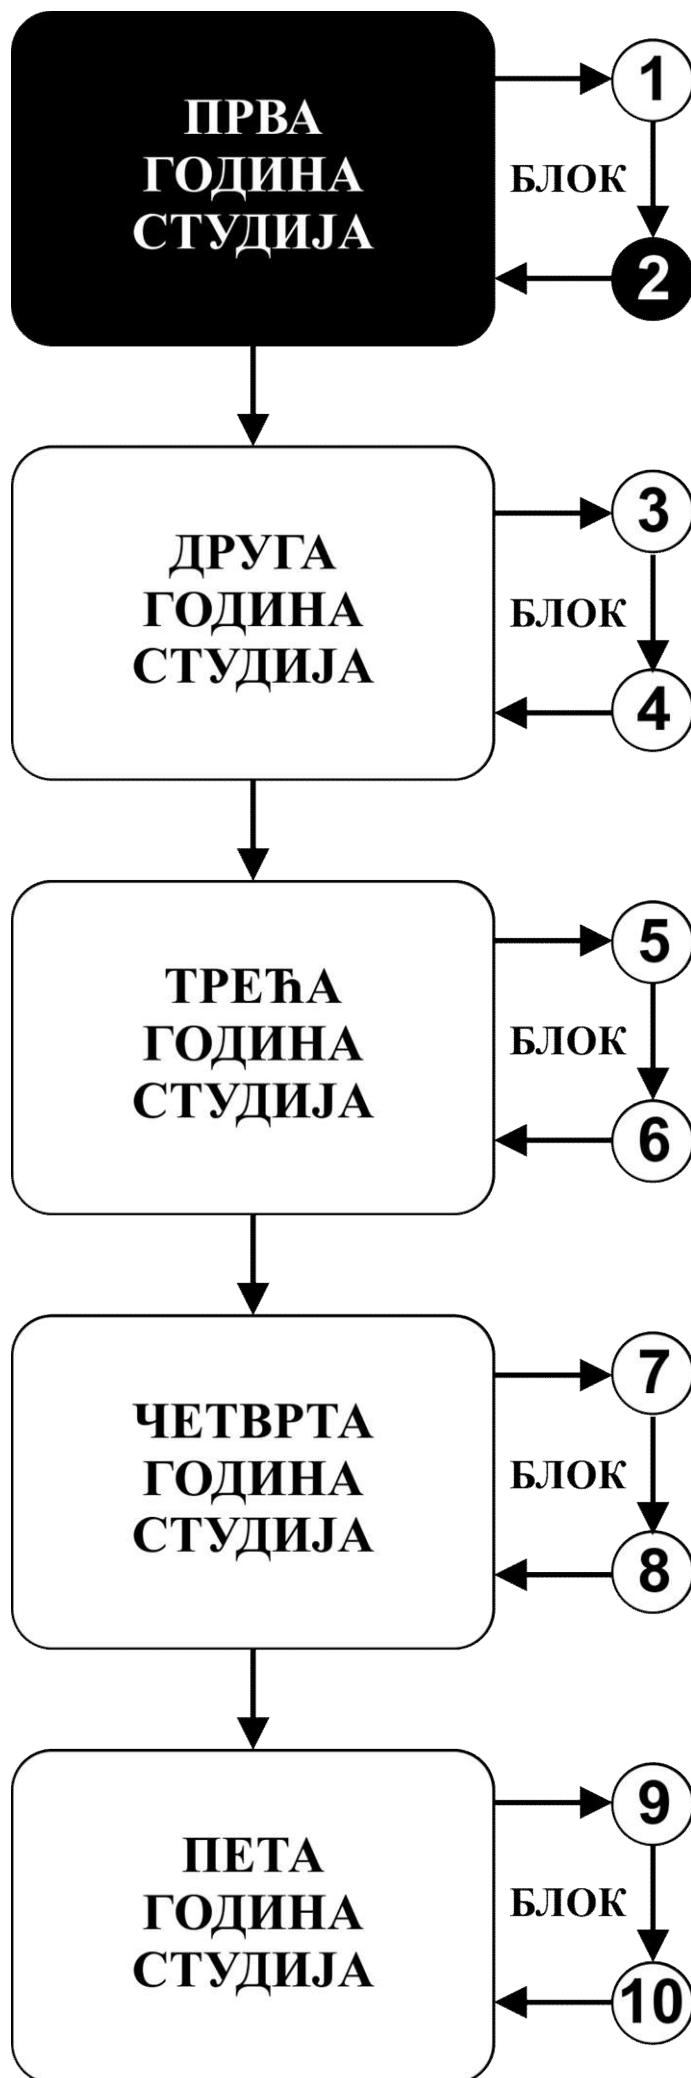 ПРВА
ГОДИНА
СТУДИЈА
1
БЛОК
2
ДРУГА
ГОДИНА
СТУДИЈА
3
БЛОК
4
ТРЕЋА
ГОДИНА
СТУДИЈА
5
БЛОК
6
ЧЕТВРТА
ГОДИНА
СТУДИЈА
7
БЛОК
8
ПЕТА
ГОДИНА
СТУДИЈА
9
БЛОК
10